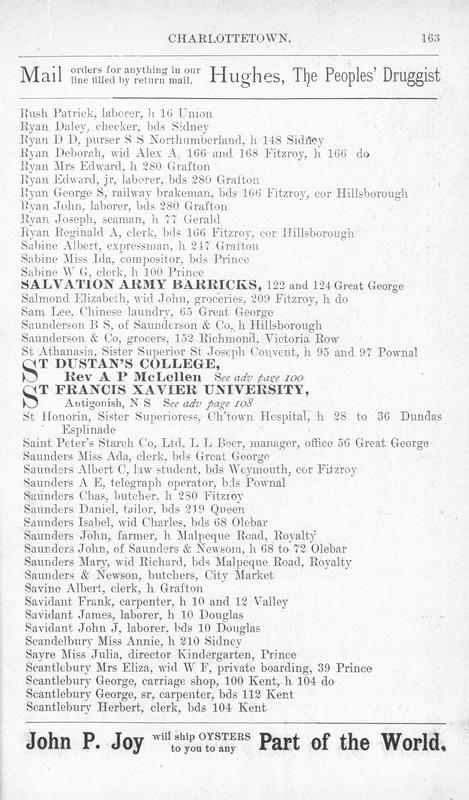 CHARLOTTETOWN. 163
Mail orders for anything in our line filled by return mail. Hughes, The Peoples' Druggist
Rush Patrick, laborer, h 16 Union
Ryan Daley, checker, bds Sidney
Ryan D D, purser S S Northumberland, h 148 Sidney
Ryan Deborah, wid Alex A, 166 and 168 Fitzroy, h 166 do
Ryan Mrs Edward, h 280 Grafton
Ryan Edward, jr, laborer, bds 280 Grafton
Ryan George S, railway brakeman, bds 166 Fitzroy, cor Hillsborough
Ryan John, laborer, bds 280 Grafton
Ryan Joseph, seaman, h 77 Gerald
Ryan Reginald A, clerk, bds 166 Fitzroy, cor Hillsborough
Sabine Albert, expressman, h 247 Grafton
Sabine Miss Ida, compositor, bds Prince
Sabine W G, clerk, h 100 Prince
SALVATION ARMY BARRICKS, 122 and 124 Great George
Salmond Elizabeth, wid John, groceries, 209 Fitzroy, h do
Sam Lee, Chinese laundry, 65 Great George
Saunderson B S, of Saunderson & Co., h Hillsborough
Saunderson & Co, grocers, 152 Richmond, Victoria Row
St Athanasia, Sister Superior St Joseph Convent, h 95 and 97 Pownal
ST DUSTAN'S COLLEGE,
Rev A P McLellen See adv page 100
ST FRANCIS XAVIER UNIVERSITY,
Antigonish, N S See adv page 108
St Honorin, Sister Superioress, Ch'town Hospital, h 28 to 36 Dundas
Esplinade
Saint Peter's Starch Co, Ltd, L L Beer, manager, office 56 Great George
Saunders Miss Ada, clerk, bds Great George
Saunders Albert C, law student, bds Weymouth, cor Fitzroy
Saunders A E, telegraph operator, bds Pownal
Saunders Chas, butcher, h 280 Fitzroy
Saunders Daniel, tailor, bds 219 Queen
Saunders Isabel, wid Charles, bds 68 Olebar
Saunders John, farmer, h Malpeque Road, Royalty
Saunders John, of Saunders & Newson, h 68 to 72 Olebar
Saunders Mary, wid Richard, bds Malpeque Road, Royalty
Saunders & Newson, butchers, City Market
Savine Albert, clerk, h Grafton
Savidant Frank, carpenter, h 10 and 12 Valley
Savidant James, laborer, h 10 Douglas
Savidant John J, laborer, bds 10 Douglas
Scandelbury Miss Annie, h 210 Sidney
Sayre Miss Julia, director Kindergarten, Prince
Scantlebury Mrs Eliza, wid W F, private boarding, 39 Prince
Scantlebury George, carriage shop, 100 Kent, h 104 do
Scantlebury George, sr, carpenter, bds 112 Kent
Scantlebury Herbert, clerk, bds 104 Kent
John P. Joy will ship OYSTERS to you to any Part of the World.